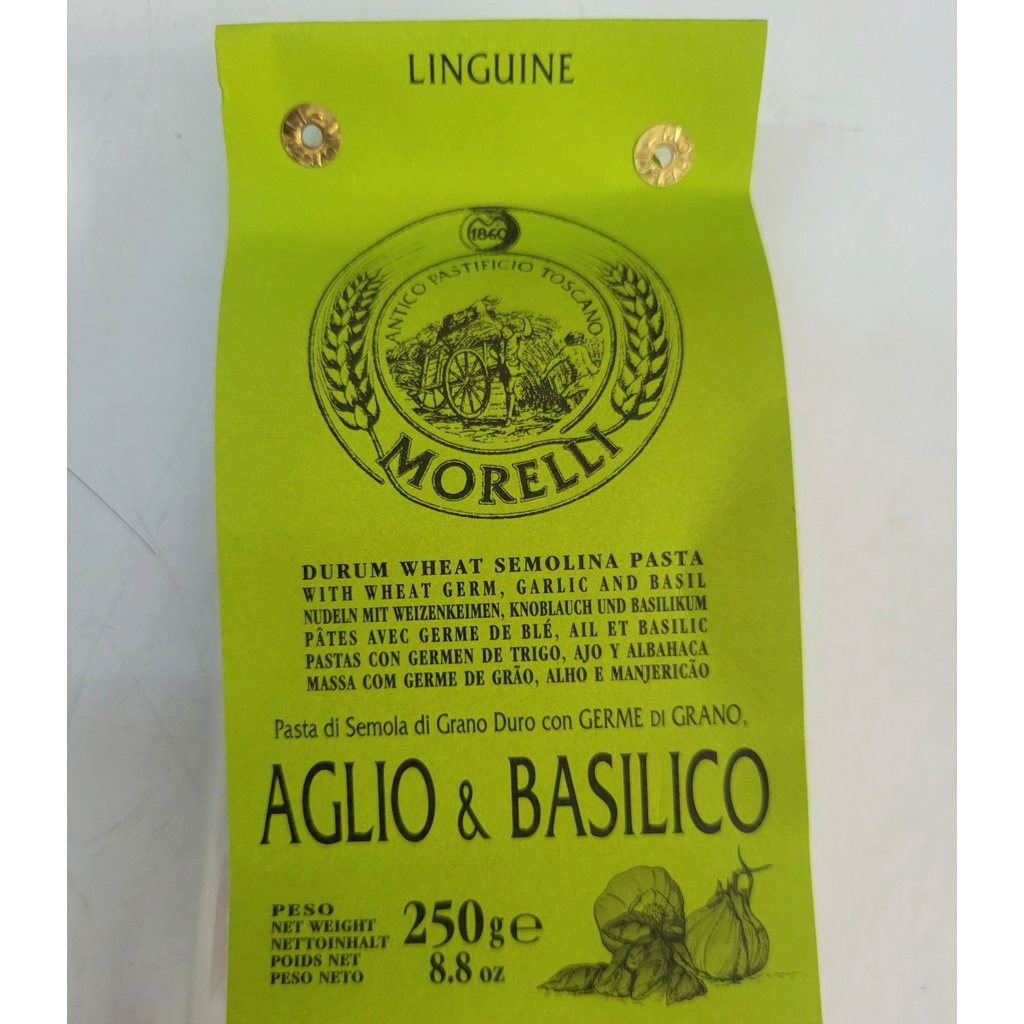 LINGUINE
1860
ANTICO PASTIFICIO TOSCANO
MORELLI
DURUM WHEAT SEMOLINA PASTA
WITH WHEAT GERM, GARLIC AND BASIL
NUDELN MIT WEIZENKEIMEN, KNOBLAUCH UND BASILIKUM
PÂTES AVEC GERME DE BLÉ, AIL ET BASILIC
PASTAS CON GERMEN DE TRIGO, AJO Y ALBAHACA
MASSA COM GERME DE GRÃO, ALHO E MANJERICÃO
Pasta di Semola di Grano Duro con GERME DI GRANO,
AGLIO & BASILICO
PESO
NET WEIGHT
NETTOINHALT
POIDS NET
PESO NETO
250 g e
8.8 oz